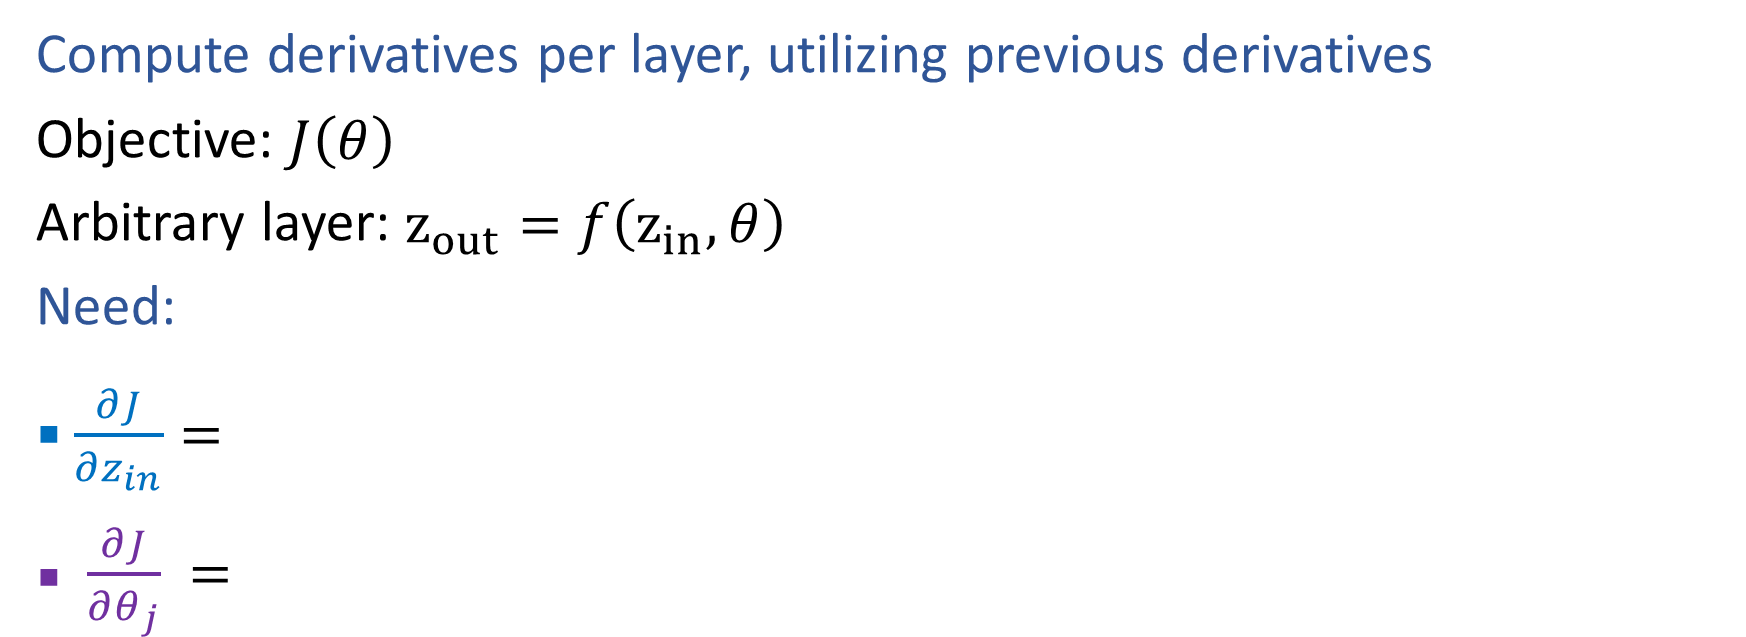 Compute derivatives per layer, utilizing previous derivatives
Objective: J(θ)
Arbitrary layer: z_out = f(z_in, θ)
Need:
▪ ∂J/∂z_in =
▪ ∂J/∂θ_j =